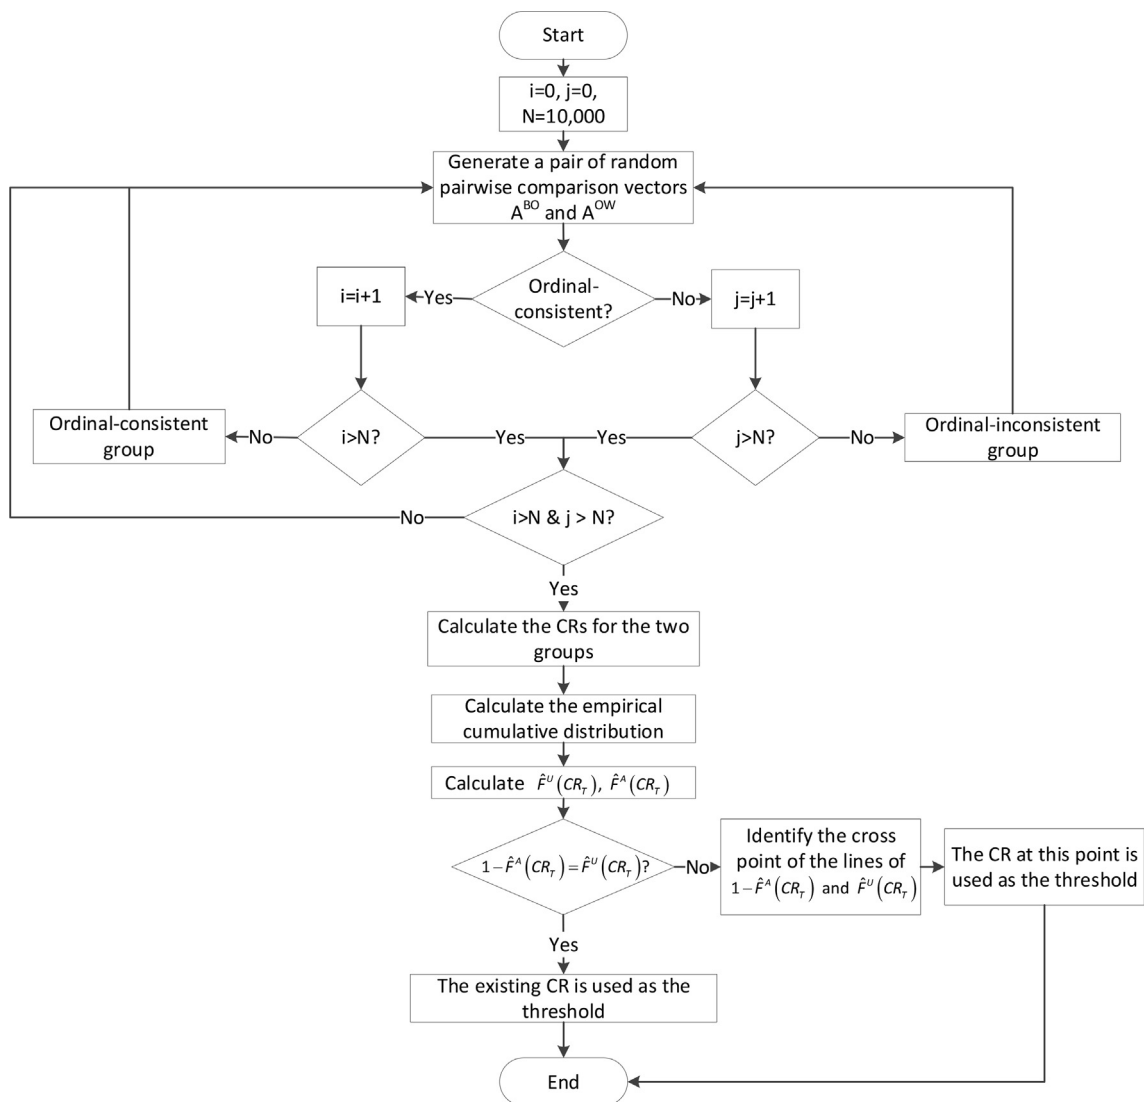 Start
i=0, j=0,
N=10,000
Generate a pair of random
pairwise comparison vectors
A^BO and A^OW
Ordinal-
consistent?
Yes
No
i=i+1
j=j+1
i>N?
j>N?
Ordinal-consistent
group
No
Yes
Yes
No
Ordinal-inconsistent
group
i>N & j > N?
No
Yes
Calculate the CRs for the two
groups
Calculate the empirical
cumulative distribution
Calculate F̂^U(CR_T), F̂^A(CR_T)
1−F̂^A(CR_T)=F̂^U(CR_T)?
No
Identify the cross
point of the lines of
1−F̂^A(CR_T) and F̂^U(CR_T)
The CR at this point is
used as the threshold
Yes
The existing CR is used as the
threshold
End